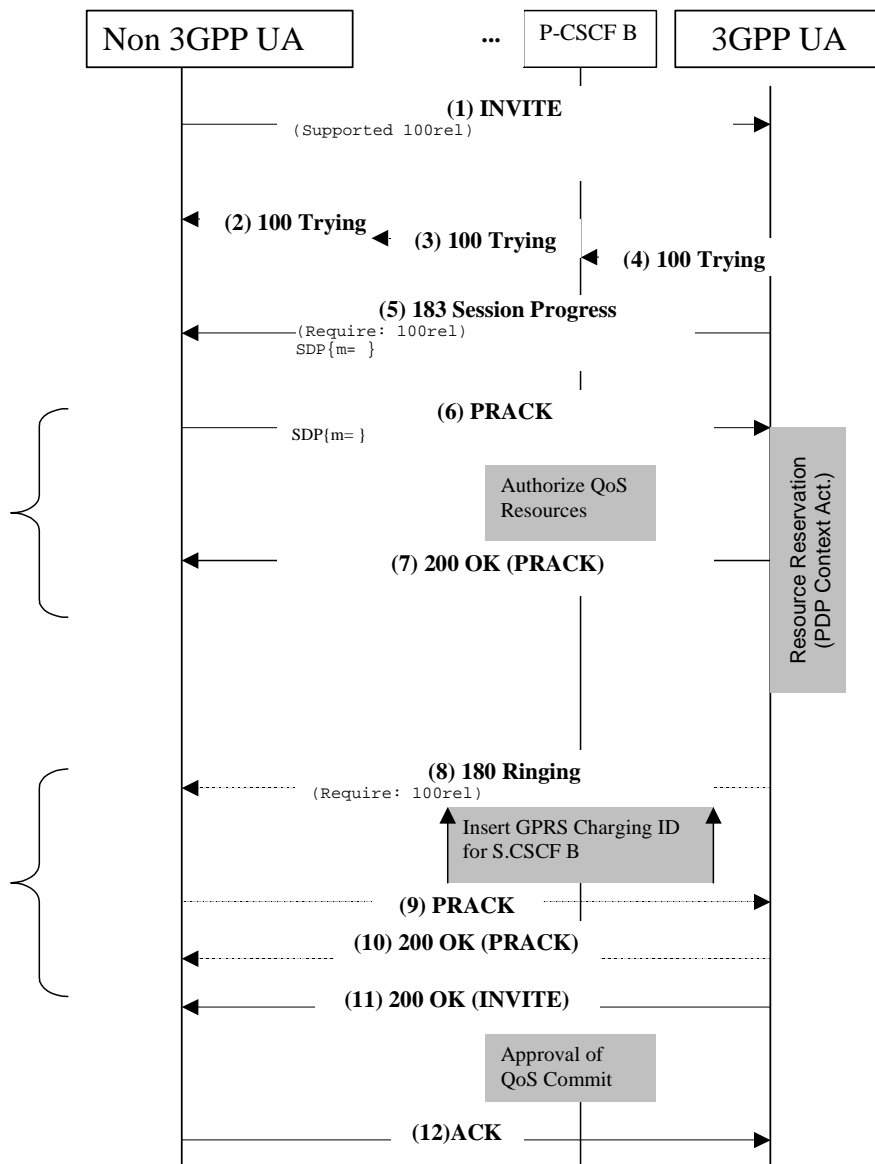 Non 3GPP UA
...
P-CSCF B
3GPP UA
(1) INVITE
(Supported 100rel)
(2) 100 Trying
(3) 100 Trying
(4) 100 Trying
(5) 183 Session Progress
(Require: 100rel)
SDP{m= }
(6) PRACK
SDP{m= }
Authorize QoS
Resources
Resource Reservation
(PDP Context Act.)
(7) 200 OK (PRACK)
(8) 180 Ringing
(Require: 100rel)
Insert GPRS Charging ID
for S.CSCF B
(9) PRACK
(10) 200 OK (PRACK)
(11) 200 OK (INVITE)
Approval of
QoS Commit
(12)ACK